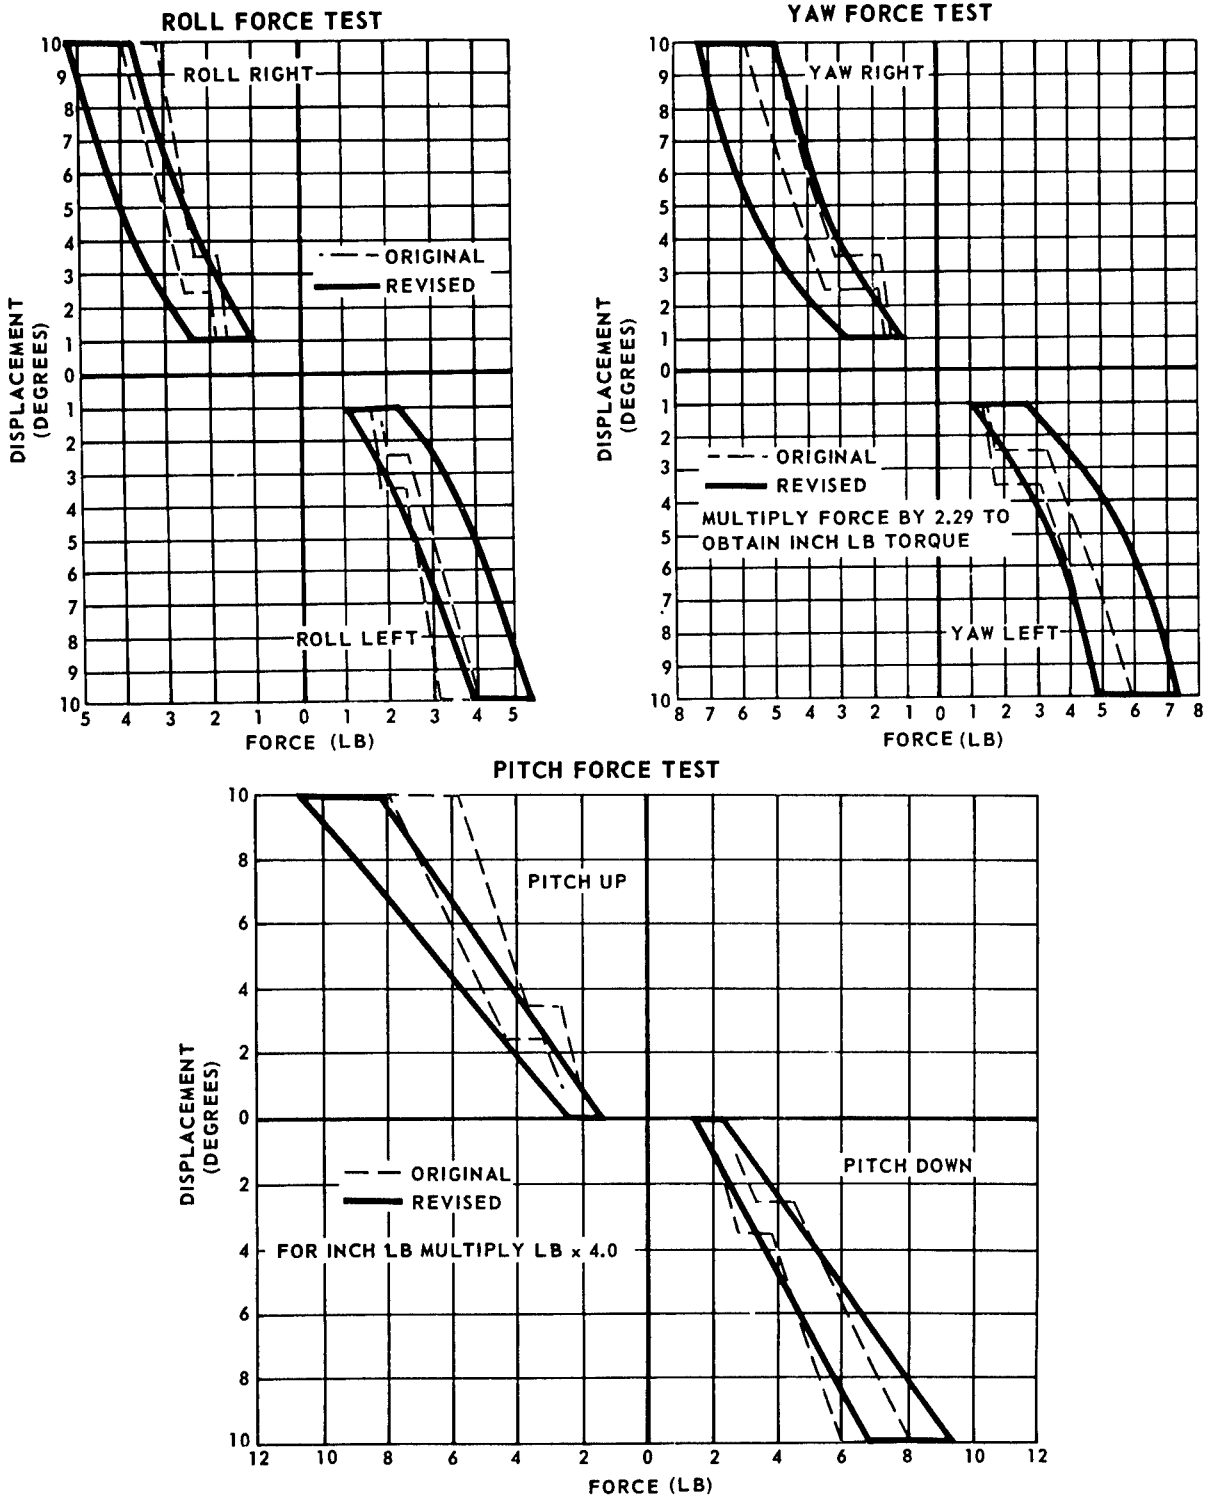 ROLL FORCE TEST
ROLL RIGHT
10
9
8
7
6
5
4
3
2
1
0
1
2
3
4
5
6
7
8
9
10
DISPLACEMENT
(DEGREES)
ORIGINAL
REVISED
ROLL LEFT
5 4 3 2 1 0 1 2 3 4 5
FORCE (LB)
YAW FORCE TEST
YAW RIGHT
10
9
8
7
6
5
4
3
2
1
0
1
2
3
4
5
6
7
8
9
10
DISPLACEMENT
(DEGREES)
ORIGINAL
REVISED
MULTIPLY FORCE BY 2.29 TO
OBTAIN INCH LB TORQUE
YAW LEFT
8 7 6 5 4 3 2 1 0 1 2 3 4 5 6 7 8
FORCE (LB)
PITCH FORCE TEST
PITCH UP
10
8
6
4
2
0
2
4
6
8
10
DISPLACEMENT
(DEGREES)
PITCH DOWN
ORIGINAL
REVISED
FOR INCH LB MULTIPLY LB x 4.0
12 10 8 6 4 2 0 2 4 6 8 10 12
FORCE (LB)